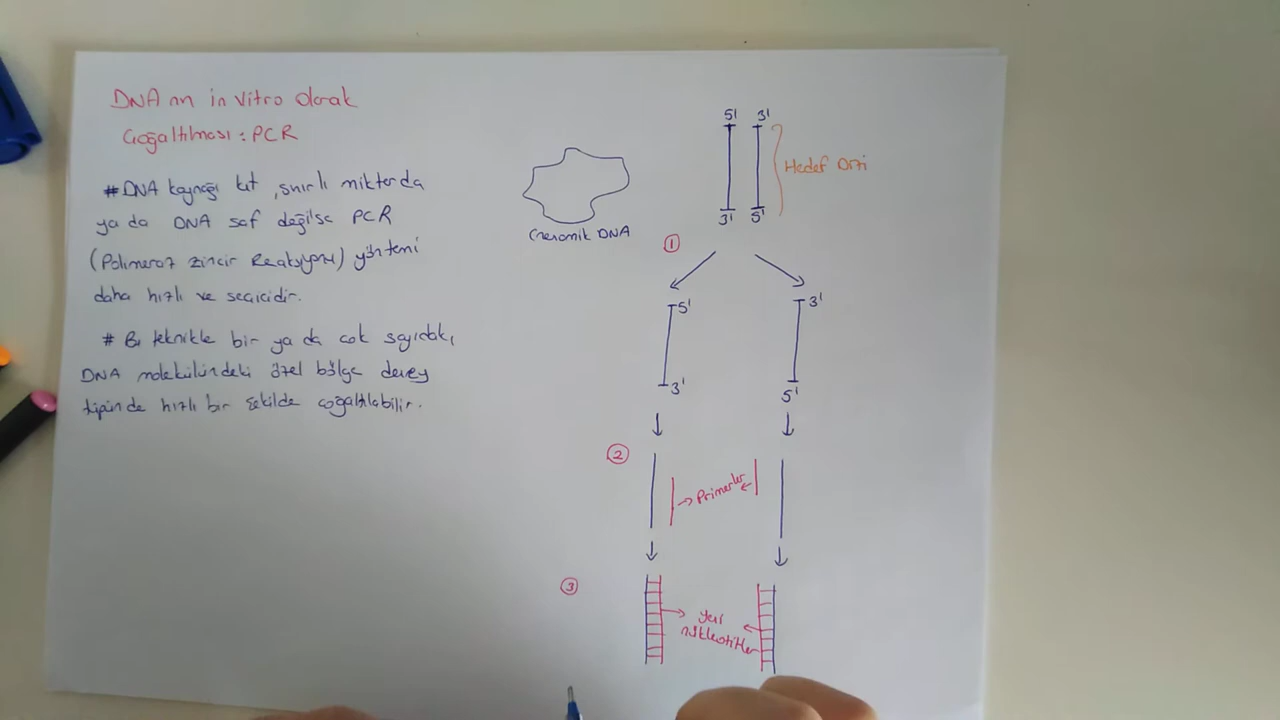 DNA nın in vitro olarak
Çoğaltılması : PCR
# DNA kaynağı kıt, sınırlı miktarda
ya da DNA saf değilse PCR
(Polimeraz zincir Reaksiyonu) yöntemi
daha hızlı ve seçicidir.
# Bu teknikle bir ya da çok sayıdaki
DNA molekülündeki özel bölge deney
tüpünde hızlı bir şekilde çoğaltılabilir.
Genomik DNA
5' 3'
Hedef Dizi
3' 5'
1
5' 3'
3' 5'
2
Primerler
3
yeni
nükleotitler